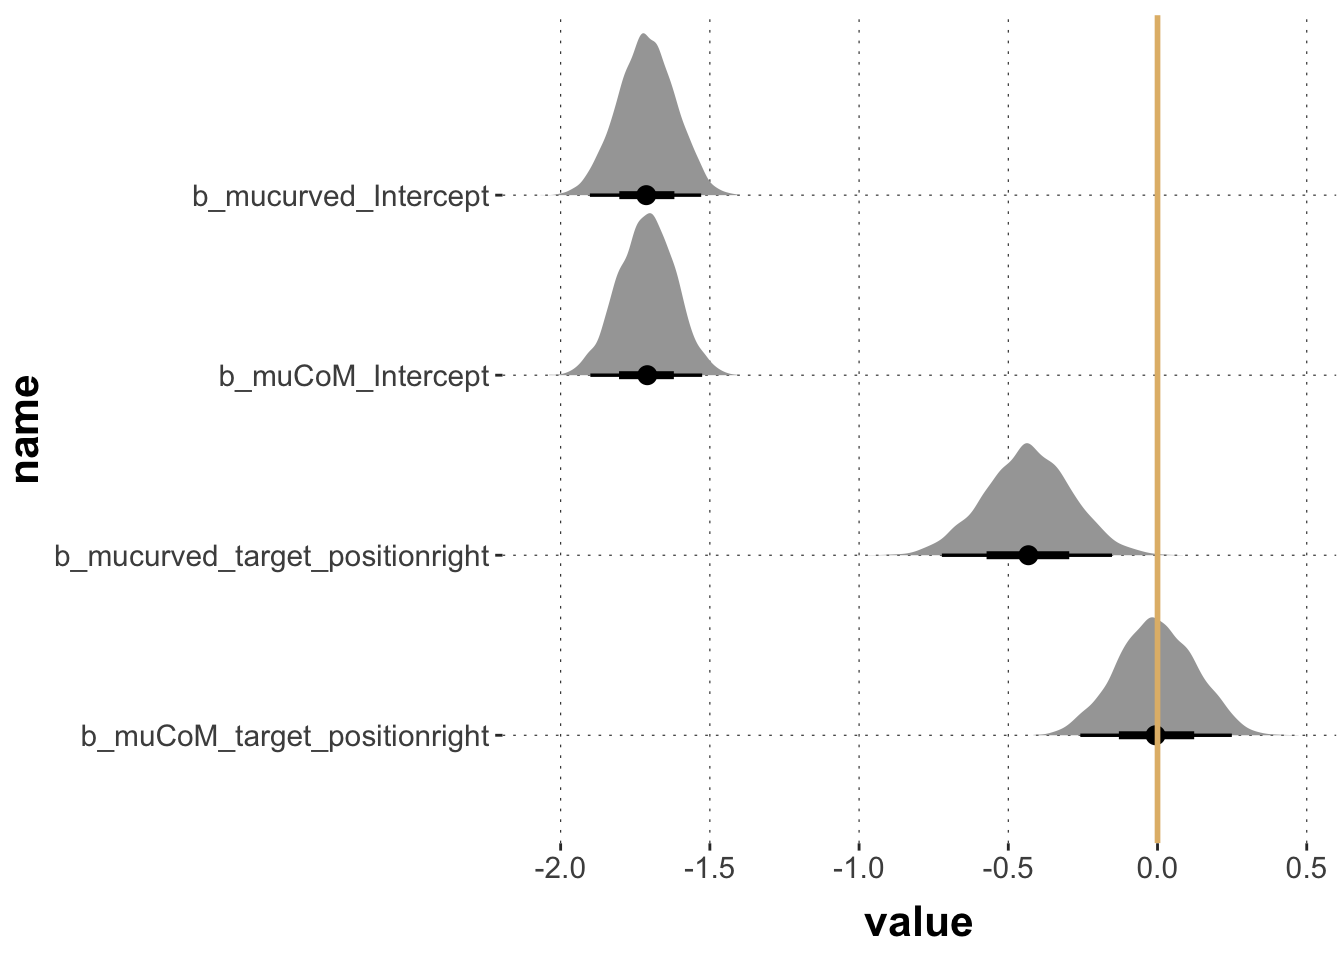 name
b_mucurved_Intercept
b_muCoM_Intercept
b_mucurved_target_positionright
b_muCoM_target_positionright
-2.0 -1.5 -1.0 -0.5 0.0 0.5
value